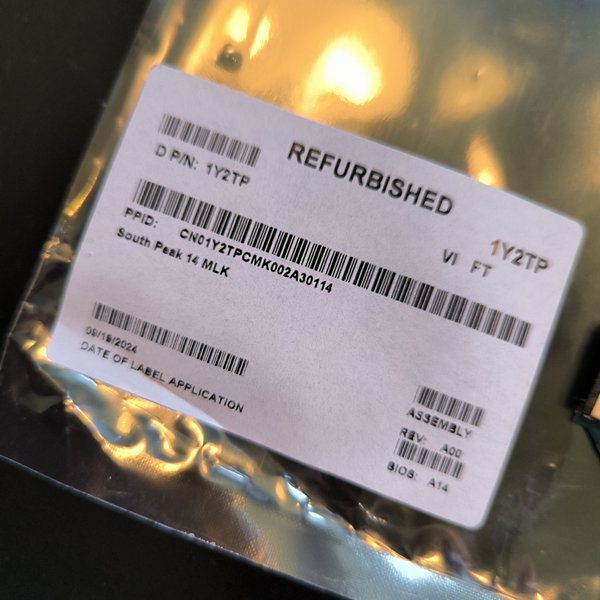 REFURBISHED
D P/N: 1Y2TP
1Y2TP
VI FT
PPID: CN01Y2TPCMK002A30114
South Peak 14 MLK
09/18/2024
DATE OF LABEL APPLICATION
ASSEMBLY
REV: A00
BIOS: A14